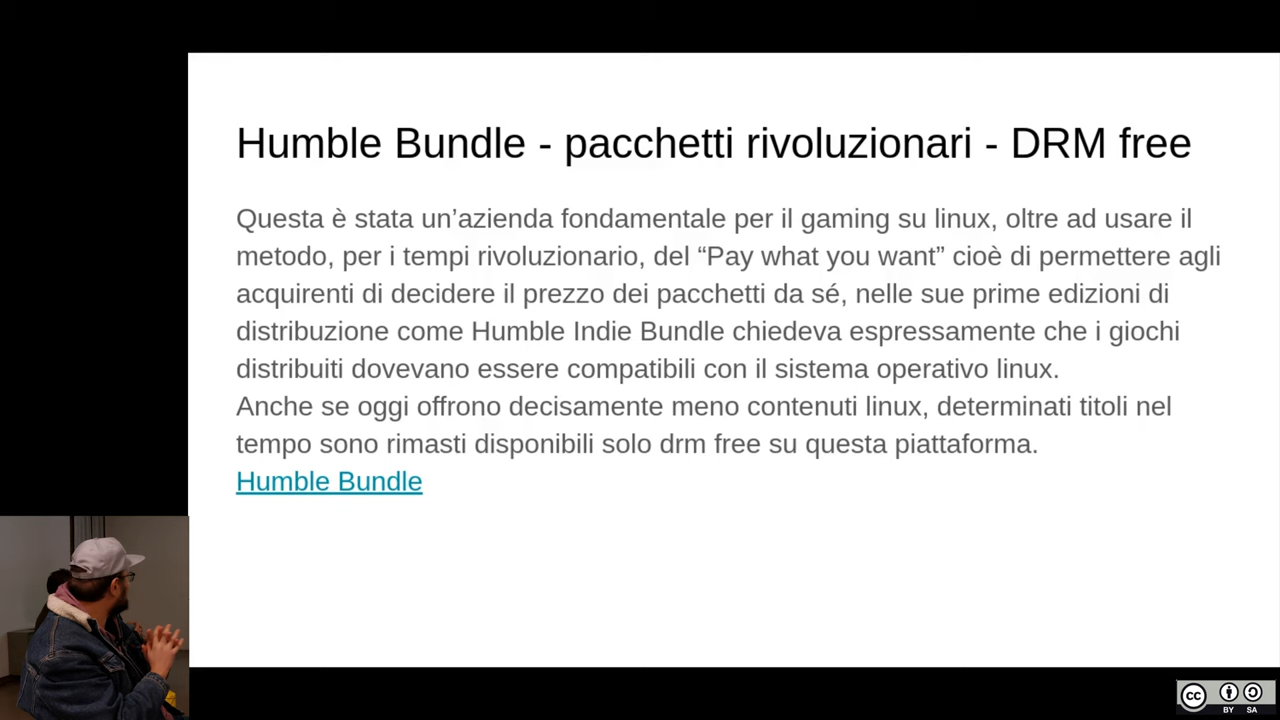 Humble Bundle - pacchetti rivoluzionari - DRM free
Questa è stata un’azienda fondamentale per il gaming su linux, oltre ad usare il
metodo, per i tempi rivoluzionario, del “Pay what you want” cioè di permettere agli
acquirenti di decidere il prezzo dei pacchetti da sé, nelle sue prime edizioni di
distribuzione come Humble Indie Bundle chiedeva espressamente che i giochi
distribuiti dovevano essere compatibili con il sistema operativo linux.
Anche se oggi offrono decisamente meno contenuti linux, determinati titoli nel
tempo sono rimasti disponibili solo drm free su questa piattaforma.
Humble Bundle
cc
BY SA